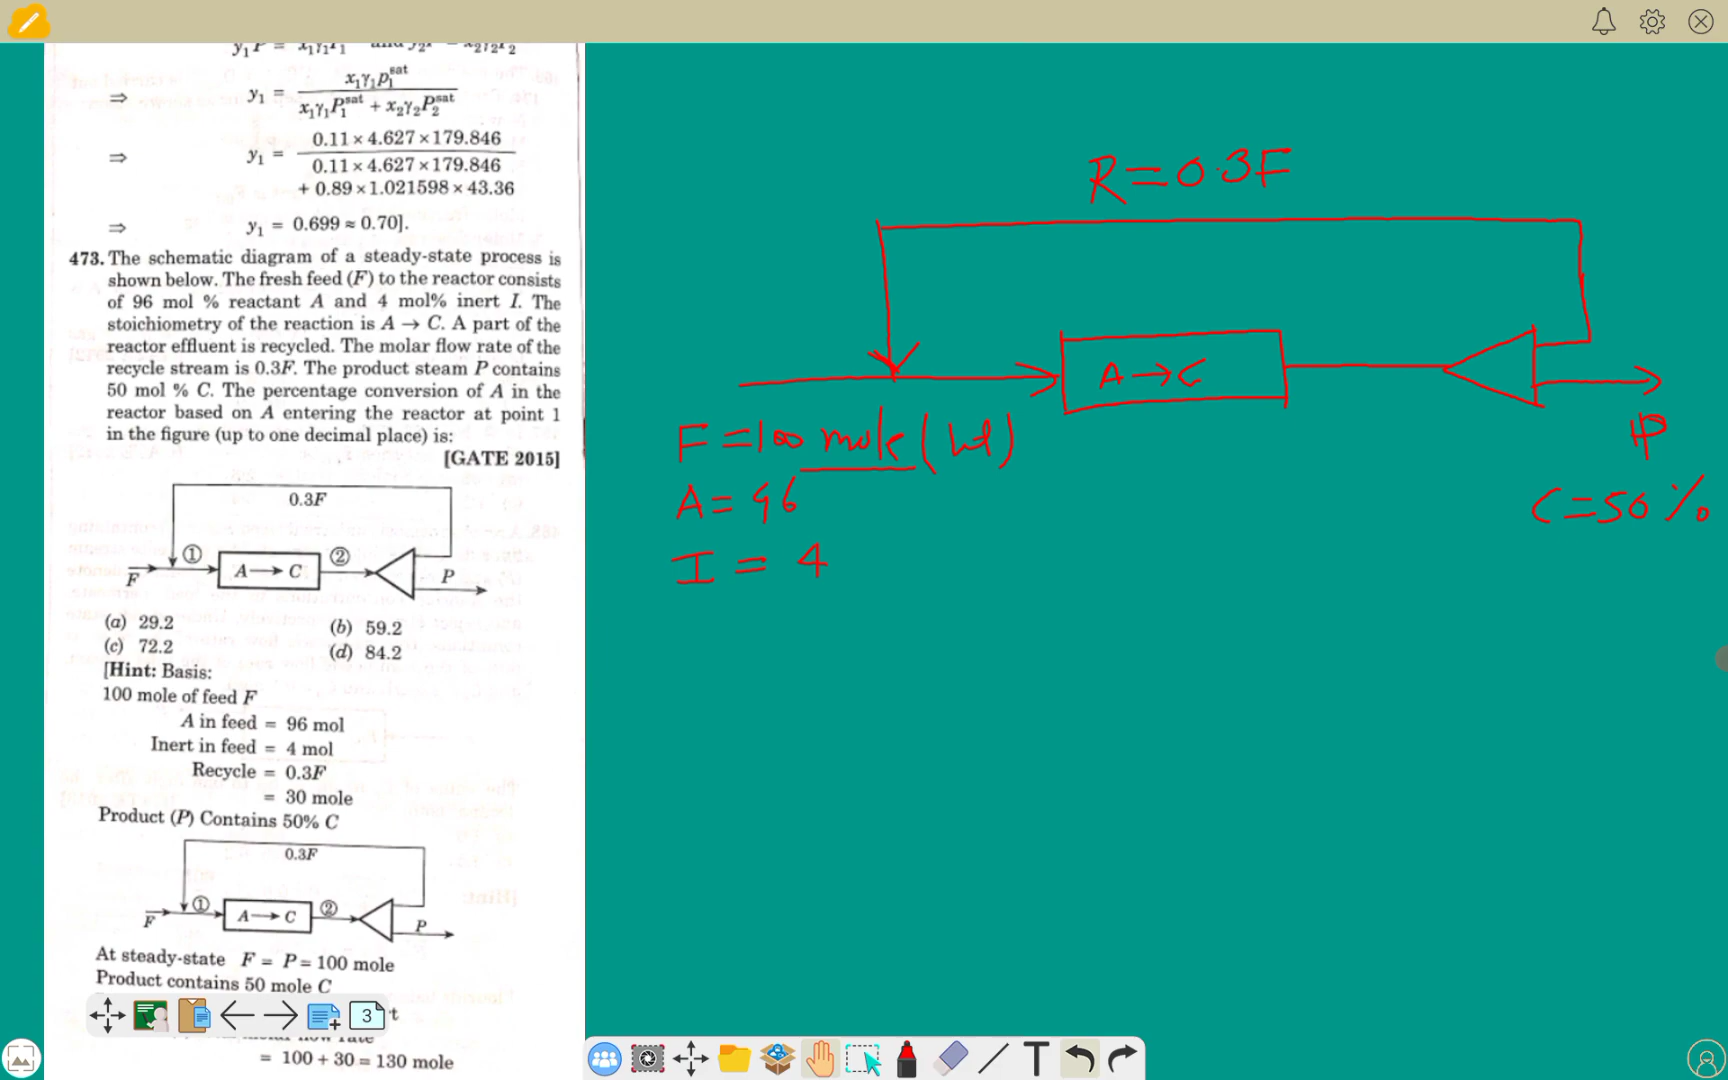 ⇒ y₁ = x₁γ₁p₁ˢᵃᵗ / x₁γ₁P₁ˢᵃᵗ + x₂γ₂P₂ˢᵃᵗ
⇒ y₁ = 0.11 × 4.627 × 179.846 / 0.11 × 4.627 × 179.846
+ 0.89 × 1.021598 × 43.36
⇒ y₁ = 0.699 ≈ 0.70].
473. The schematic diagram of a steady-state process is
shown below. The fresh feed (F) to the reactor consists
of 96 mol % reactant A and 4 mol% inert I. The
stoichiometry of the reaction is A → C. A part of the
reactor effluent is recycled. The molar flow rate of the
recycle stream is 0.3F. The product steam P contains
50 mol % C. The percentage conversion of A in the
reactor based on A entering the reactor at point 1
in the figure (up to one decimal place) is:
[GATE 2015]
0.3F
① ②
F A → C P
(a) 29.2 (b) 59.2
(c) 72.2 (d) 84.2
[Hint: Basis:
100 mole of feed F
A in feed = 96 mol
Inert in feed = 4 mol
Recycle = 0.3F
= 30 mole
Product (P) Contains 50% C
0.3F
① ②
F A → C P
At steady-state F = P = 100 mole
Product contains 50 mole C
= 100 + 30 = 130 mole
3
R = 0.3F
A → C
F = 100 mole
A = 96
I = 4
P
C = 50 %
T